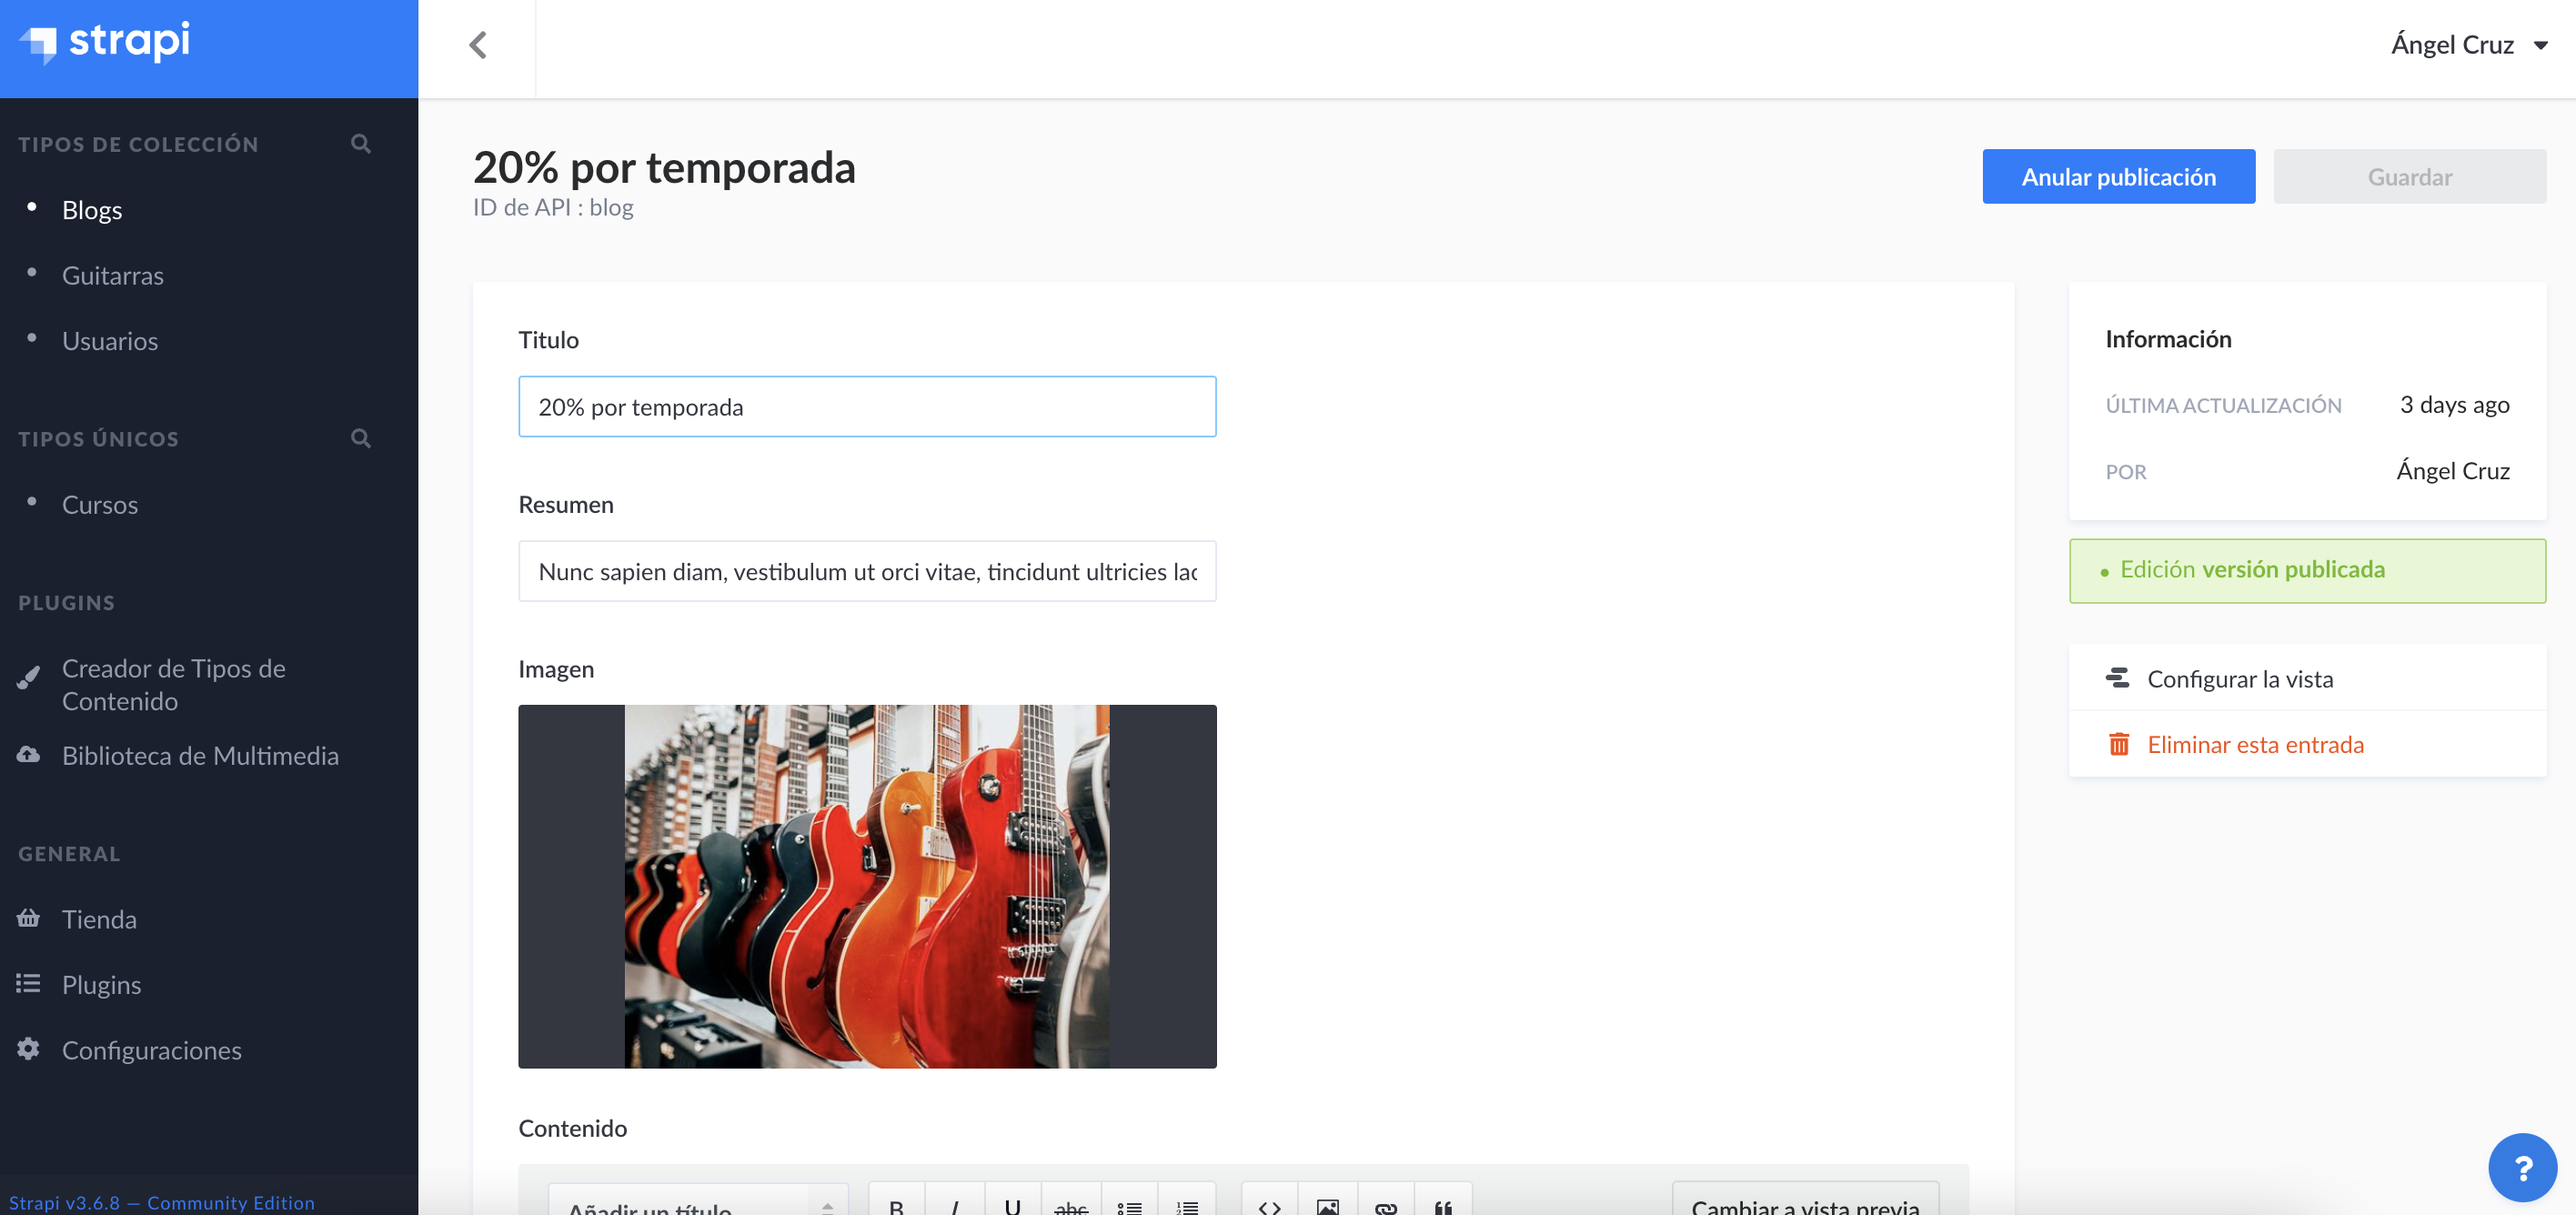 strapi
Ángel Cruz
TIPOS DE COLECCIÓN
Blogs
Guitarras
Usuarios
TIPOS ÚNICOS
Cursos
PLUGINS
Creador de Tipos de
Contenido
Biblioteca de Multimedia
GENERAL
Tienda
Plugins
Configuraciones
Strapi v3.6.8 — Community Edition
20% por temporada
ID de API : blog
Anular publicación
Guardar
Titulo
20% por temporada
Resumen
Nunc sapien diam, vestibulum ut orci vitae, tincidunt ultricies lac
Imagen
Contenido
Añadir un título
B I U abc
Cambiar a vista previa
Información
ÚLTIMA ACTUALIZACIÓN 3 days ago
POR Ángel Cruz
Edición versión publicada
Configurar la vista
Eliminar esta entrada
?